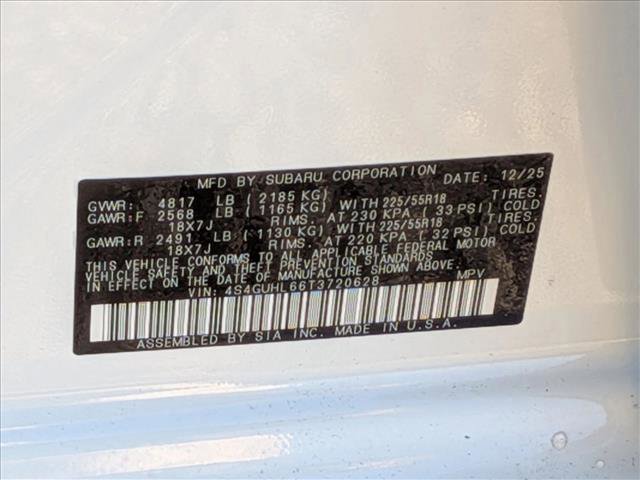 MFD BY SUBARU CORPORATION DATE: 12/25
GVWR: 4817 LB (2185 KG)
GAWR:F 2568 LB (1165 KG) WITH 225/55R18 TIRES.
18X7J RIMS. AT 230 KPA (33 PSI) COLD
GAWR:R 2491 LB (1130 KG) WITH 225/55R18 TIRES.
18X7J RIMS. AT 220 KPA (32 PSI) COLD
THIS VEHICLE CONFORMS TO ALL APPLICABLE FEDERAL MOTOR
VEHICLE SAFETY AND THEFT PREVENTION STANDARDS
IN EFFECT ON THE DATE OF MANUFACTURE SHOWN ABOVE.
VIN: 4S4GUHL66T3720628 MPV
ASSEMBLED BY SIA INC. MADE IN U.S.A.